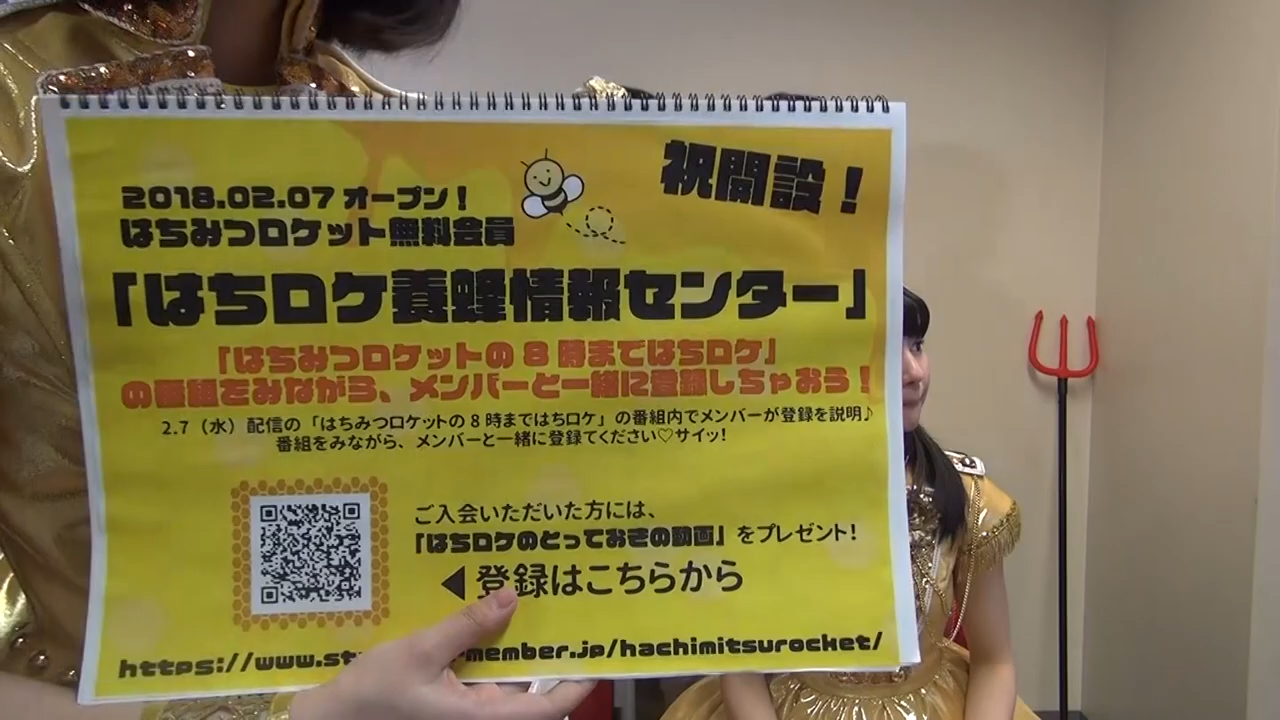 祝開設！
2018.02.07 オープン！
はちみつロケット無料会員
「はちロケ養蜂情報センター」
「はちみつロケットの 8 時まではちロケ」
の番組をみながら、メンバーと一緒に登録しちゃおう！
2.7（水）配信の「はちみつロケットの 8 時まではちロケ」の番組内でメンバーが登録を説明♪
番組をみながら、メンバーと一緒に登録てください♡サイッ！
ご入会いただいた方には、
「はちロケのとっておきの動画」をプレゼント！
◀登録はこちらから
https://www.st member.jp/hachimitsurocket/